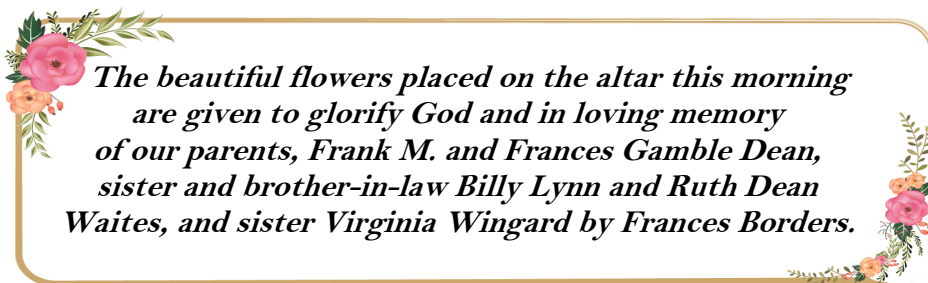 The beautiful flowers placed on the altar this morning
are given to glorify God and in loving memory
of our parents, Frank M. and Frances Gamble Dean,
sister and brother-in-law Billy Lynn and Ruth Dean
Waites, and sister Virginia Wingard by Frances Borders.